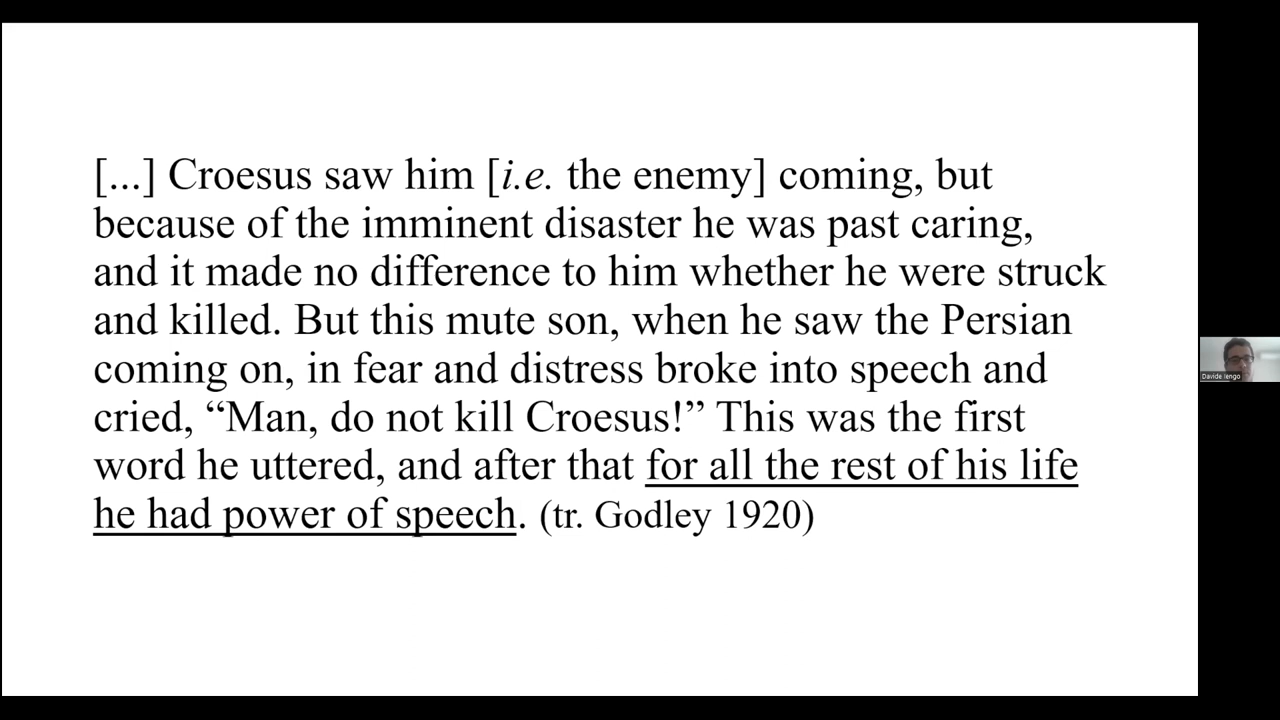 [...] Croesus saw him [i.e. the enemy] coming, but
because of the imminent disaster he was past caring,
and it made no difference to him whether he were struck
and killed. But this mute son, when he saw the Persian
coming on, in fear and distress broke into speech and
cried, “Man, do not kill Croesus!” This was the first
word he uttered, and after that for all the rest of his life
he had power of speech. (tr. Godley 1920)
Davide Iengo